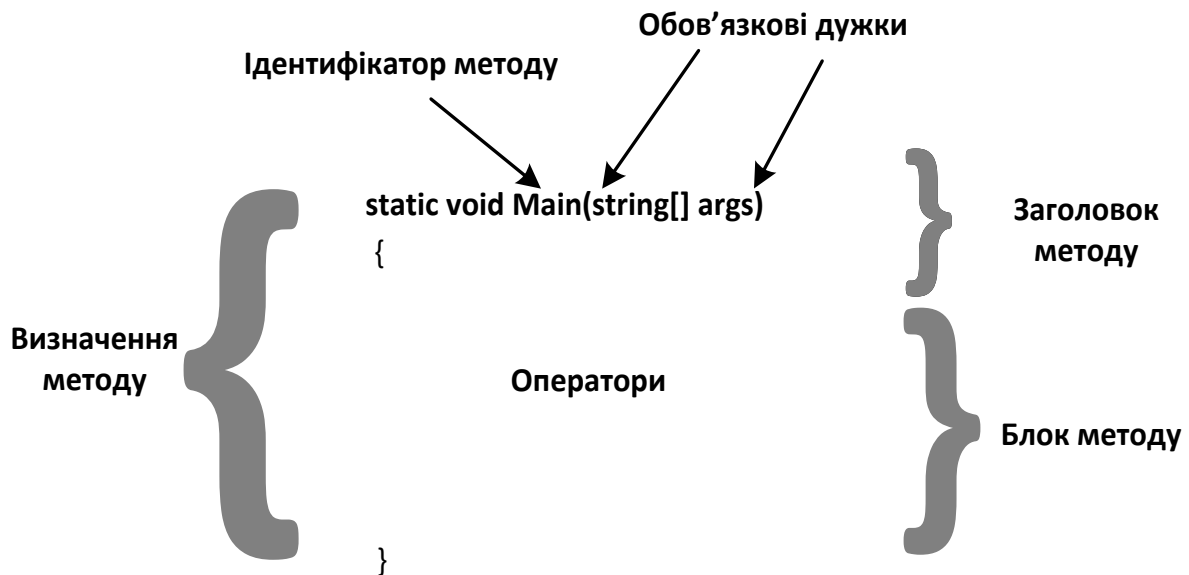 Обов’язкові дужки
Ідентифікатор методу
static void Main(string[] args)
{
Заголовок
методу
Визначення
методу
Оператори
Блок методу
}